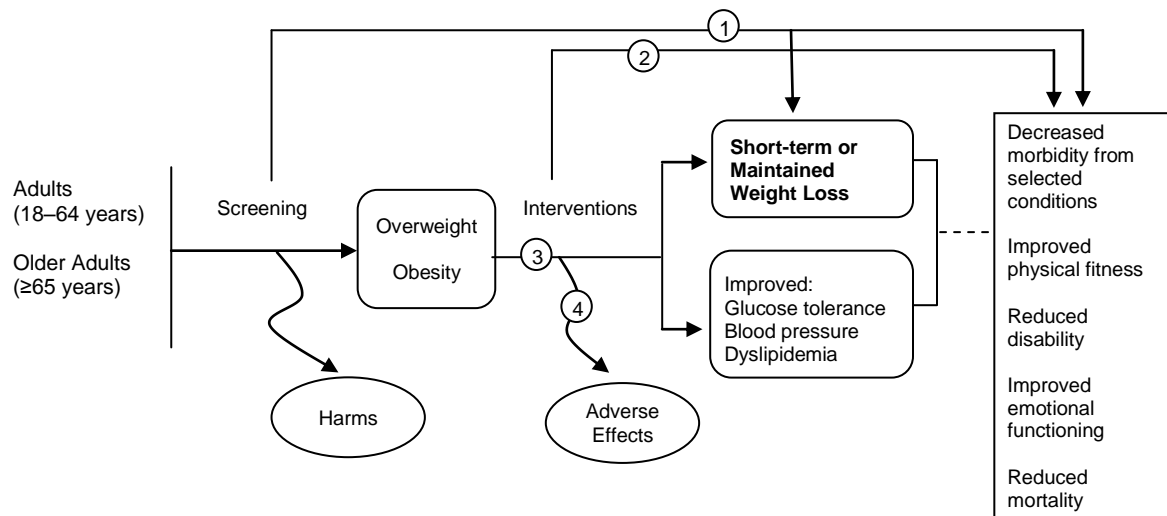 1
2
Adults
(18–64 years)
Older Adults
(≥65 years)
Screening
Overweight
Obesity
Interventions
3
4
Harms
Adverse
Effects
Short-term or
Maintained
Weight Loss
Improved:
Glucose tolerance
Blood pressure
Dyslipidemia
Decreased
morbidity from
selected
conditions
Improved
physical fitness
Reduced
disability
Improved
emotional
functioning
Reduced
mortality